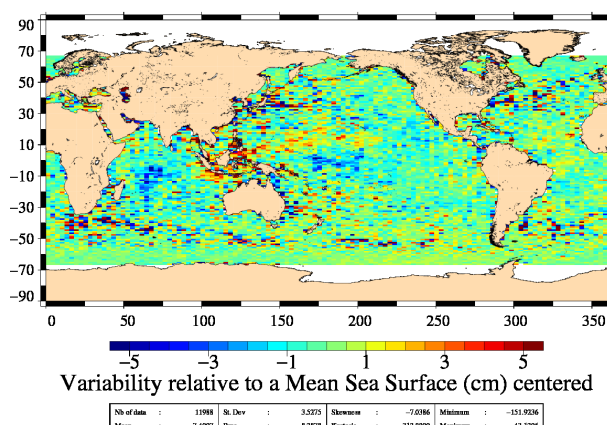 90
70
50
30
10
−10
−30
−50
−70
−90
0 50 100 150 200 250 300 350
−5 −3 −1 1 3 5
Variability relative to a Mean Sea Surface (cm) centered
Nb of data : 11988 St. Dev : 3.5275 Skewness : −7.0386 Minimum : −151.9236